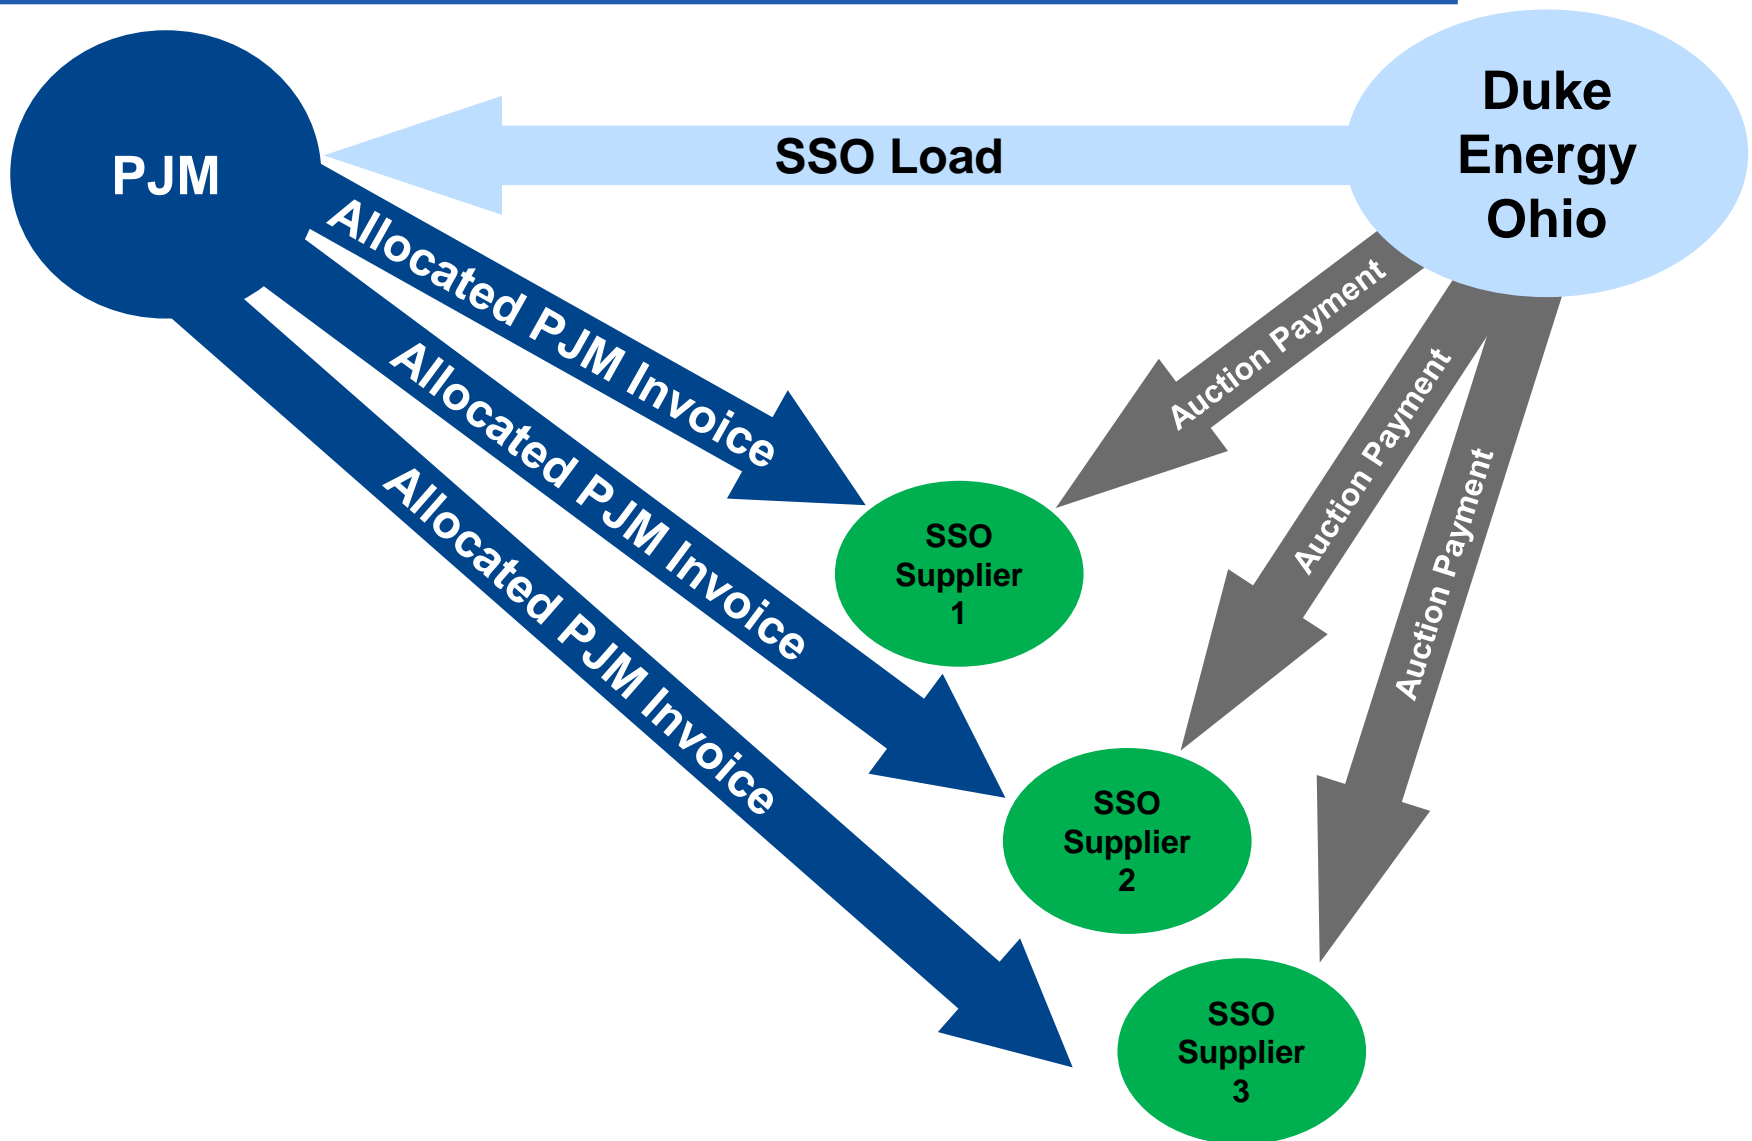 PJM
SSO Load
Duke
Energy
Ohio
Allocated PJM Invoice
Allocated PJM Invoice
Allocated PJM Invoice
Auction Payment
Auction Payment
Auction Payment
SSO
Supplier
1
SSO
Supplier
2
SSO
Supplier
3